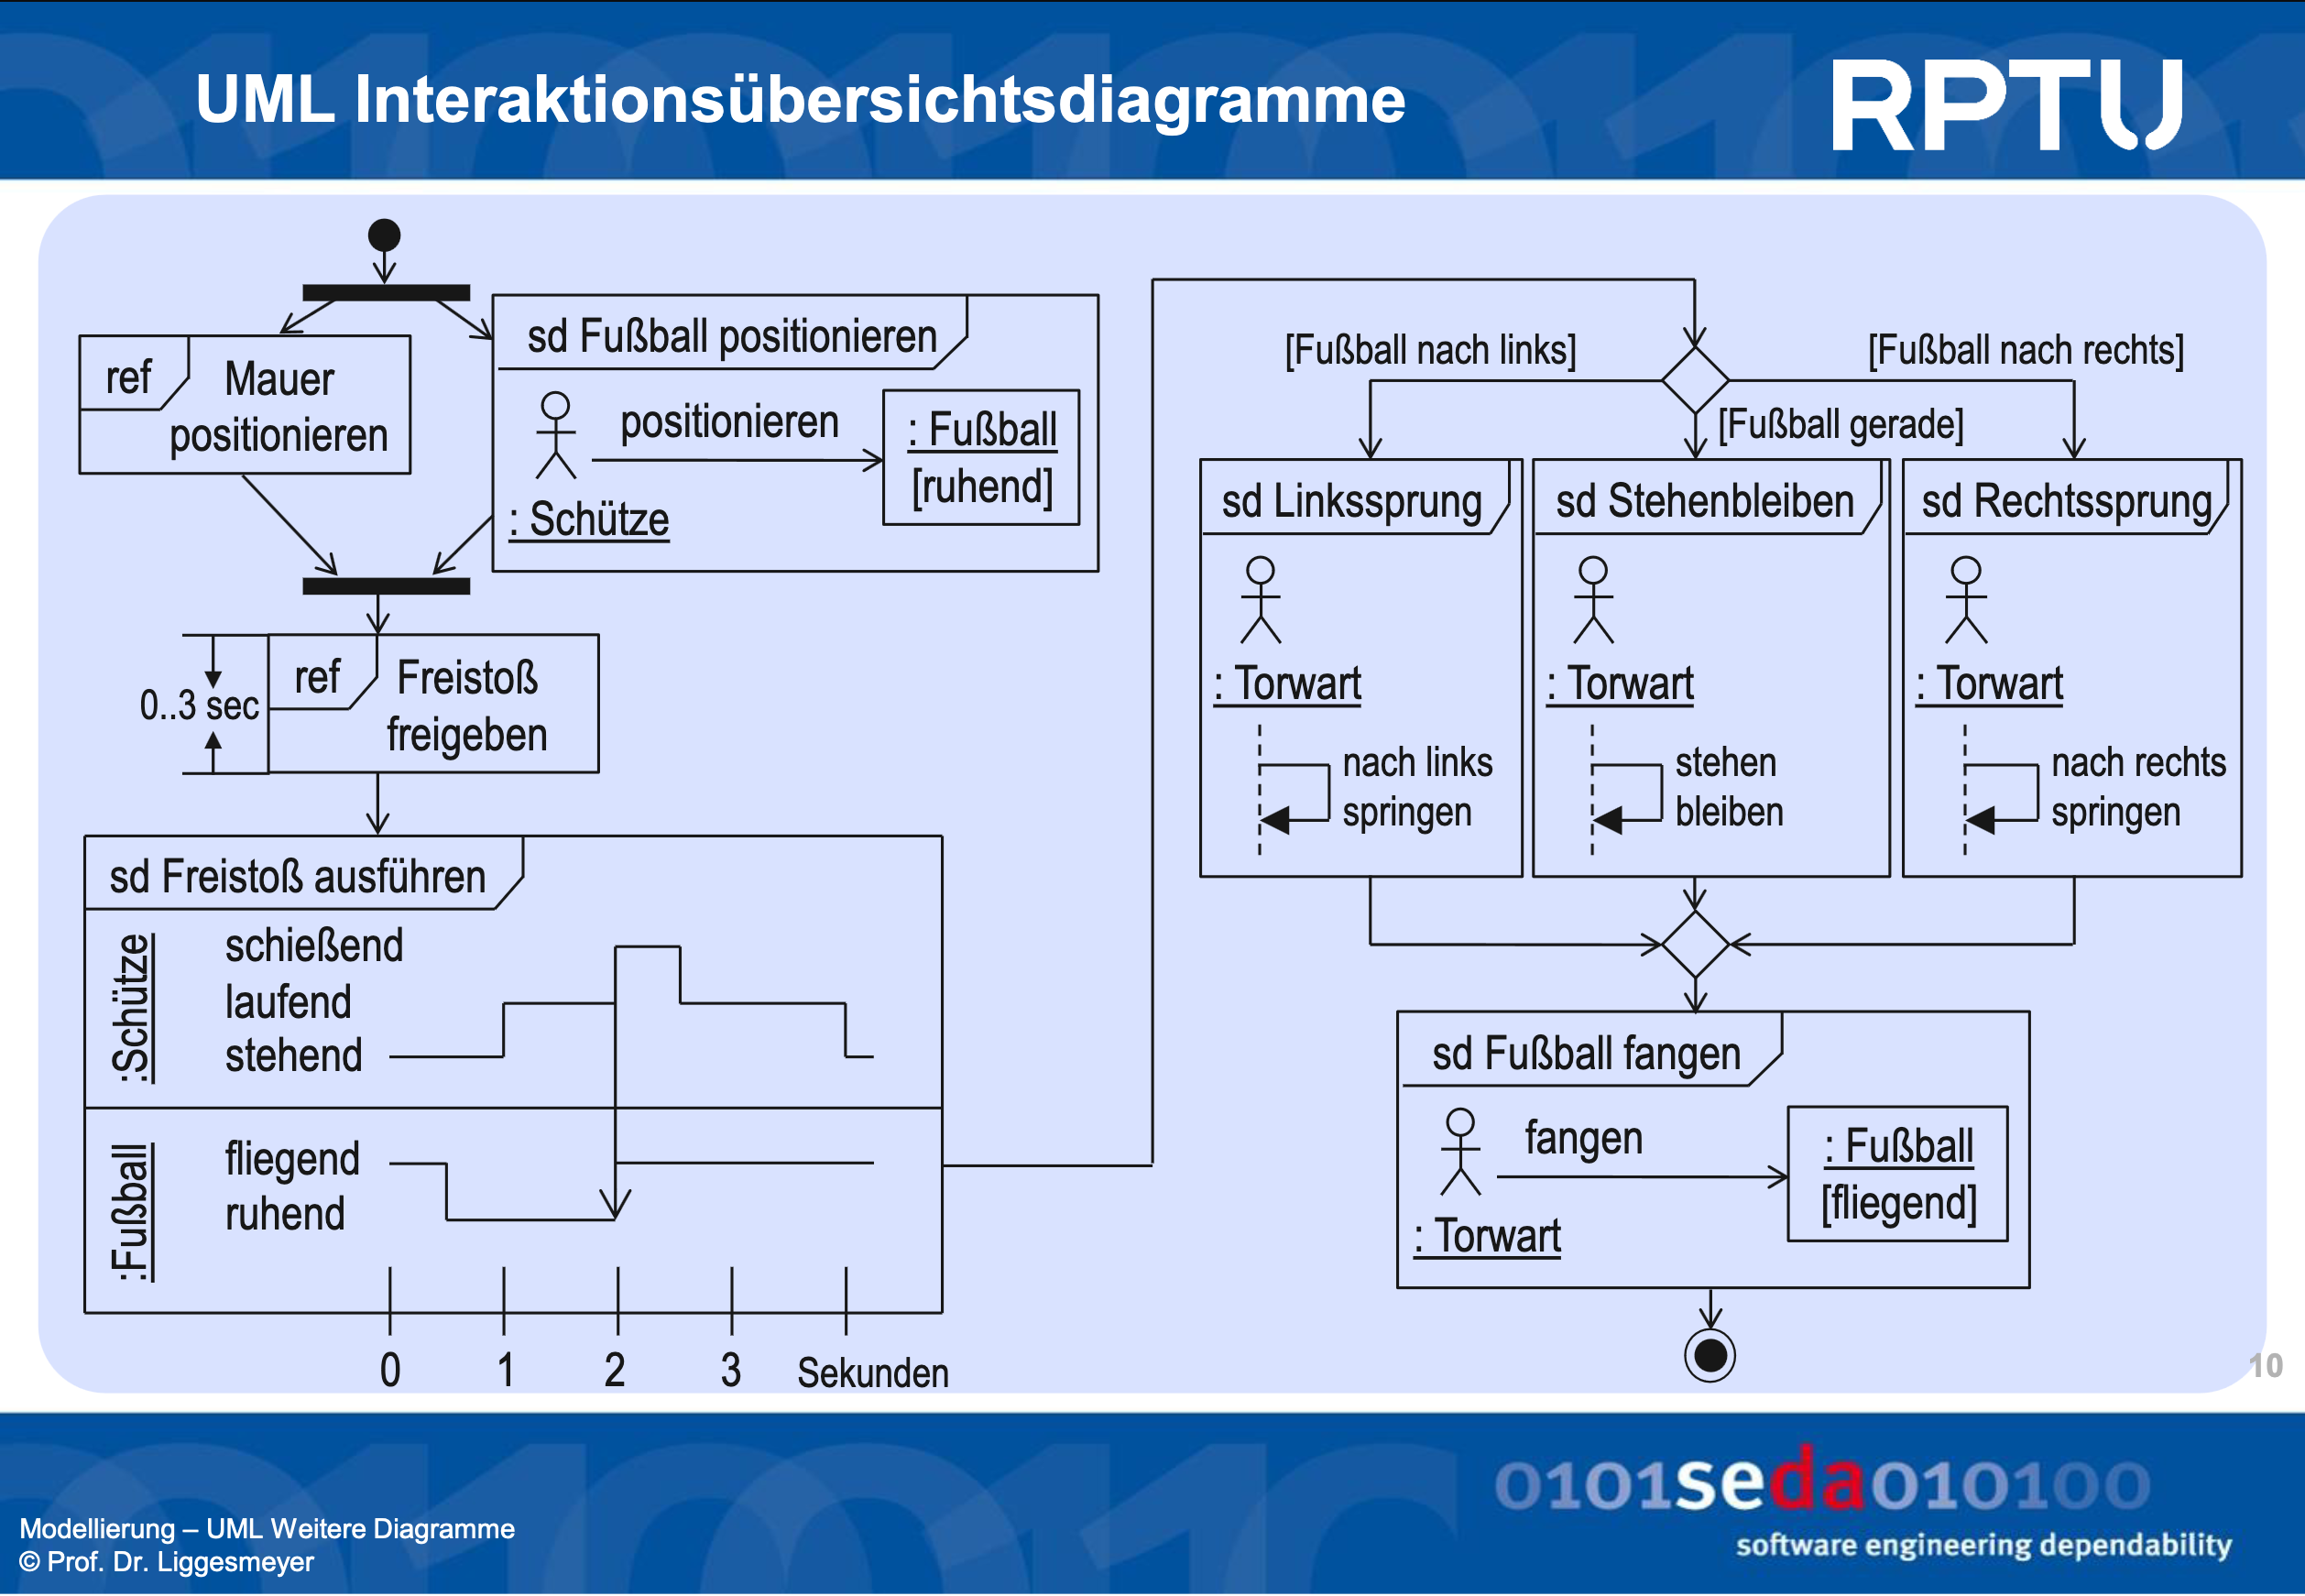 UML Interaktionsübersichtsdiagramme
RPTU
sd Fußball positionieren
ref
Mauer
positionieren
positionieren
: Fußball
[ruhend]
: Schütze
0..3 sec
ref
Freistoß
freigeben
sd Freistoß ausführen
:Schütze
schießend
laufend
stehend
:Fußball
fliegend
ruhend
0
1
2
3
Sekunden
[Fußball nach links]
[Fußball nach rechts]
[Fußball gerade]
sd Linkssprung
: Torwart
nach links
springen
sd Stehenbleiben
: Torwart
stehen
bleiben
sd Rechtssprung
: Torwart
nach rechts
springen
sd Fußball fangen
fangen
: Fußball
[fliegend]
: Torwart
10
Modellierung – UML Weitere Diagramme
© Prof. Dr. Liggesmeyer
0101seda010100
software engineering dependability